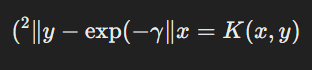 (²‖y − exp(−γ‖x = K(x, y)